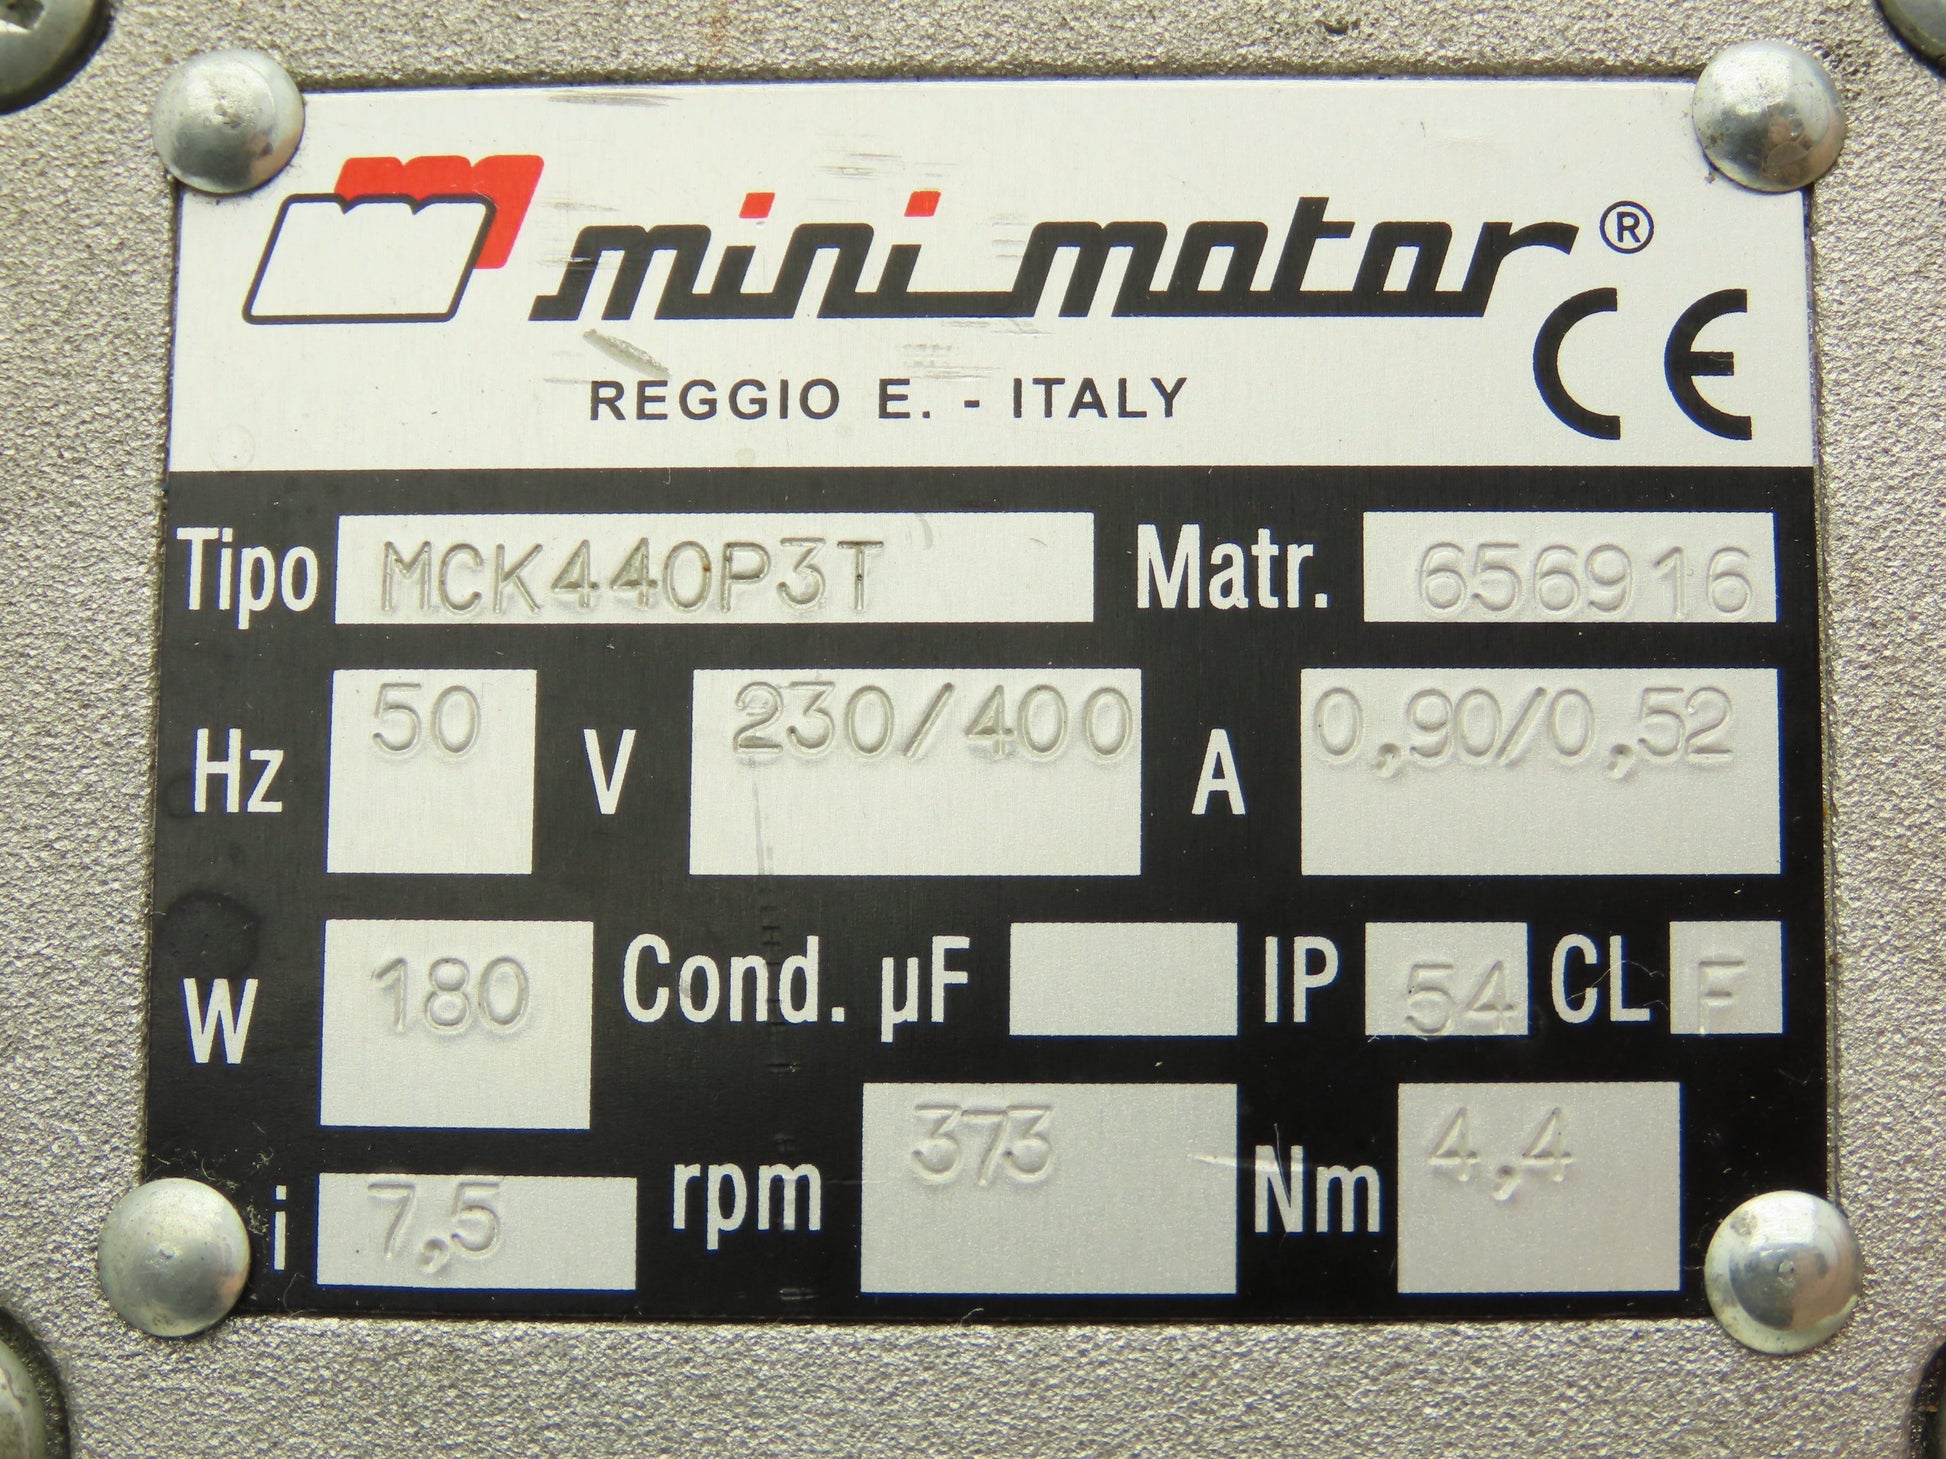 mini motor ®
CE
REGGIO E. - ITALY
Tipo MCK440P3T Matr. 656916
Hz 50 V 230/400 A 0,90/0,52
W 180 Cond. µF IP 54 CL F
i 7,5 rpm 373 Nm 4,4